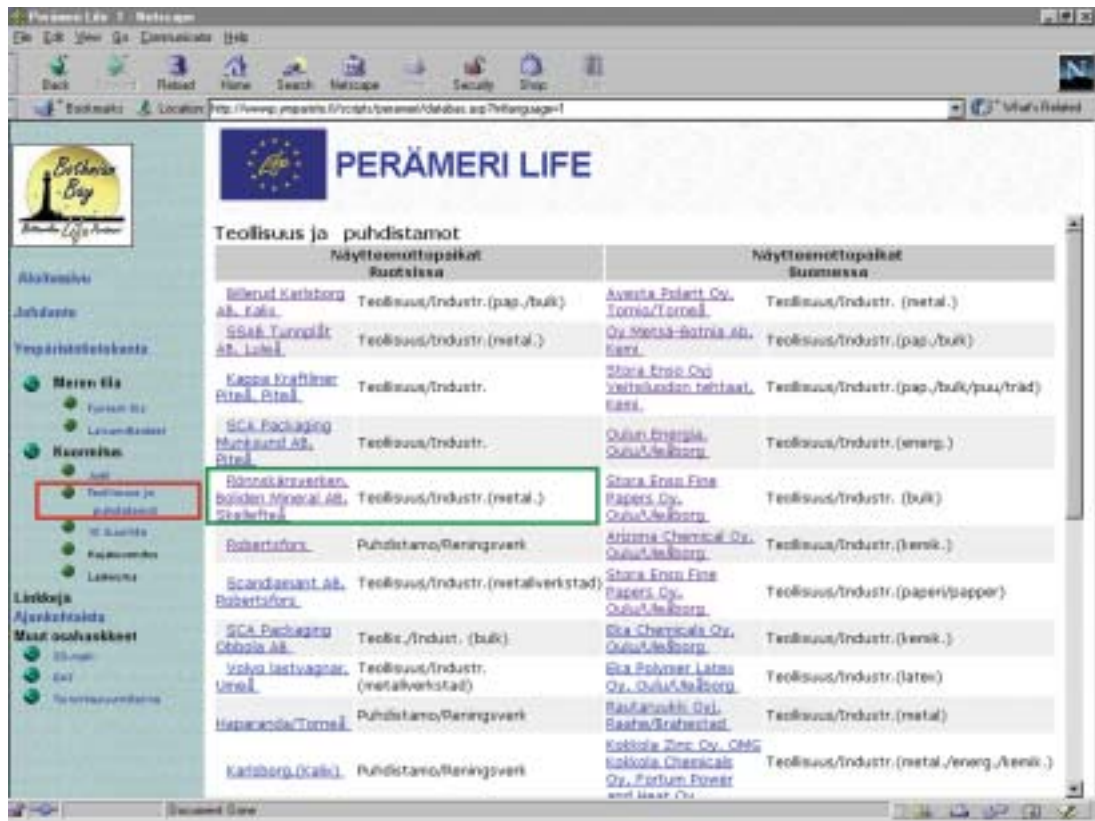 Perämeri Life - Netscape
File Edit View Go Communicator Help
Back Reload Home Search Netscape Security Shop
Bookmarks Location: What's Related
N
Bothnian
Bay
Life
PERÄMERI LIFE
Aloitussivu
Johdanto
Ympäristötietokanta
Meren tila
Kuormitus
Joet
Teollisuus ja
puhdistamot
Laskeuma
Linkkejä
Ajankohtaista
Muut osahankkeet
Teollisuus ja puhdistamot
Näytteenottopaikat
Ruotsissa
Näytteenottopaikat
Suomessa
Billerud Karlsborg
AB, Kalix
Teollisuus/Industr.(pap./bulk)
Avesta Polarit Oy,
Tornio/Torneå
Teollisuus/Industr. (metal.)
SSAB Tunnplåt
AB, Luleå
Teollisuus/Industr.(metal.)
Oy Metsä-Botnia Ab,
Kemi
Teollisuus/Industr.(pap./bulk)
Kappa Kraftliner
Piteå, Piteå
Teollisuus/Industr.
Stora Enso Oyj
Veitsiluodon tehtaat,
Kemi
Teollisuus/Industr.(pap./bulk/puu/träd)
SCA Packaging
Munksund AB,
Piteå
Teollisuus/Industr.
Oulun Energia,
Oulu/Uleåborg
Teollisuus/Industr.(energ.)
Rönnskärsverken,
Boliden Mineral AB,
Skellefteå
Teollisuus/Industr.(metal.)
Stora Enso Fine
Papers Oy,
Oulu/Uleåborg
Teollisuus/Industr. (bulk)
Robertsfors
Puhdistamo/Reningsverk
Arizona Chemical Oy,
Oulu/Uleåborg
Teollisuus/Industr.(kemik.)
Scandiamant AB,
Robertsfors
Teollisuus/Industr.(metallverkstad)
Stora Enso Fine
Papers Oy,
Oulu/Uleåborg
Teollisuus/Industr.(paperi/papper)
SCA Packaging
Obbola AB
Teollis./Indust. (bulk)
Eka Chemicals Oy,
Oulu/Uleåborg
Teollisuus/Industr.(kemik.)
Volvo lastvagnar,
Umeå
Teollisuus/Industr.
(metallverkstad)
Eka Polymer Latex
Oy, Oulu/Uleåborg
Teollisuus/Industr.(latex)
Haparanda/Torneå
Puhdistamo/Reningsverk
Rautaruukki Oyj,
Raahe/Brahestad
Teollisuus/Industr.(metal)
Karlsborg,(Kalix)
Puhdistamo/Reningsverk
Kokkola Zinc Oy, OMG
Kokkola Chemicals
Oy, Fortum Power
and Heat Oy
Teollisuus/Industr.(metal./energ./kemik.)
Document: Done